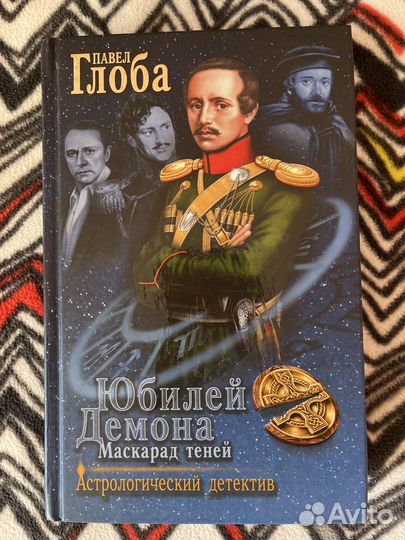 ПАВЕЛ
Глоба
Юбилей
Демона
Маскарад теней
Астрологический детектив
Avito